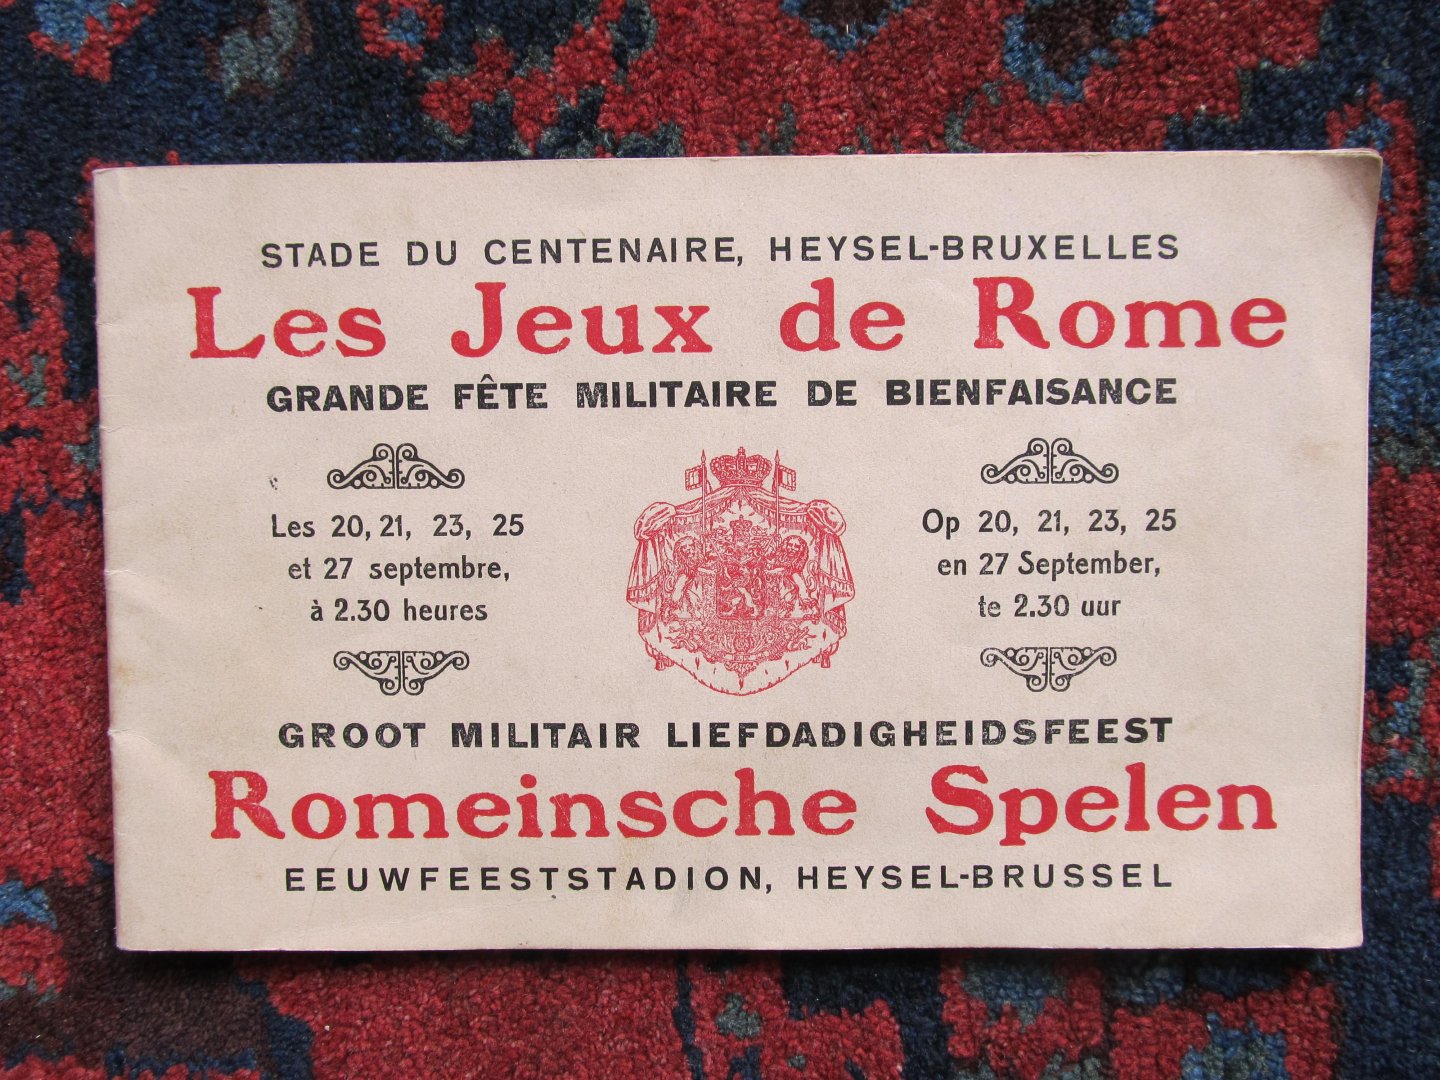 STADE DU CENTENAIRE, HEYSEL-BRUXELLES
Les Jeux de Rome
GRANDE FÊTE MILITAIRE DE BIENFAISANCE
Les 20, 21, 23, 25
et 27 septembre,
à 2.30 heures
Op 20, 21, 23, 25
en 27 September,
te 2.30 uur
GROOT MILITAIR LIEFDADIGHEIDSFEEST
Romeinsche Spelen
EEUWFEESTSTADION, HEYSEL-BRUSSEL